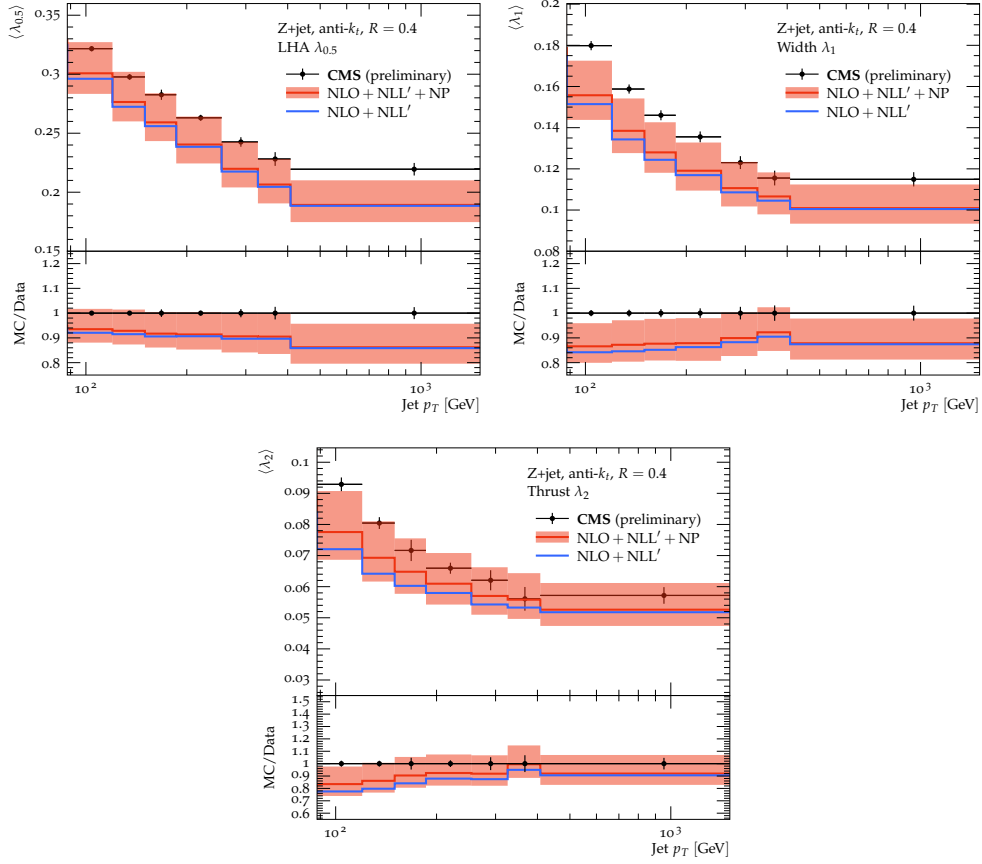 ⟨λ0.5⟩
Z+jet, anti-kt, R = 0.4
LHA λ0.5
CMS (preliminary)
NLO + NLL′ + NP
NLO + NLL′
0.35
0.3
0.25
0.2
0.15
MC/Data
1.2
1.1
1
0.9
0.8
10²
10³
Jet pT [GeV]
⟨λ1⟩
Z+jet, anti-kt, R = 0.4
Width λ1
CMS (preliminary)
NLO + NLL′ + NP
NLO + NLL′
0.18
0.16
0.14
0.12
0.1
0.08
MC/Data
1.2
1.1
1
0.9
0.8
10²
10³
Jet pT [GeV]
⟨λ2⟩
Z+jet, anti-kt, R = 0.4
Thrust λ2
CMS (preliminary)
NLO + NLL′ + NP
NLO + NLL′
0.1
0.09
0.08
0.07
0.06
0.05
0.04
0.03
MC/Data
1.5
1.4
1.3
1.2
1.1
1.0
0.9
0.8
0.7
0.6
10²
10³
Jet pT [GeV]